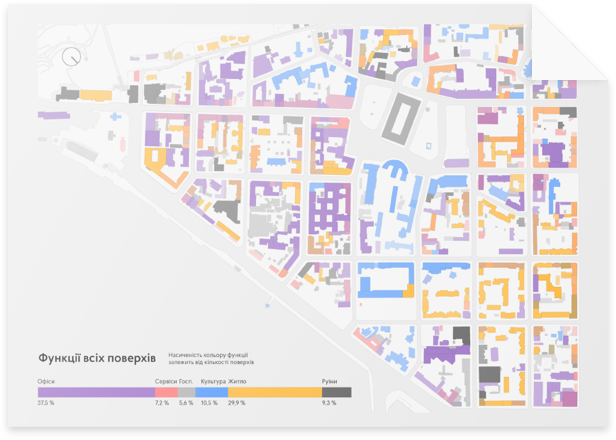 Функції всіх поверхів
Насиченість кольору функції
залежить від кількості поверхів
Офіси Сервіси Госп. Культура Житло Руїни
37,5 % 7,2 % 5,6 % 10,5 % 29,9 % 9,3 %